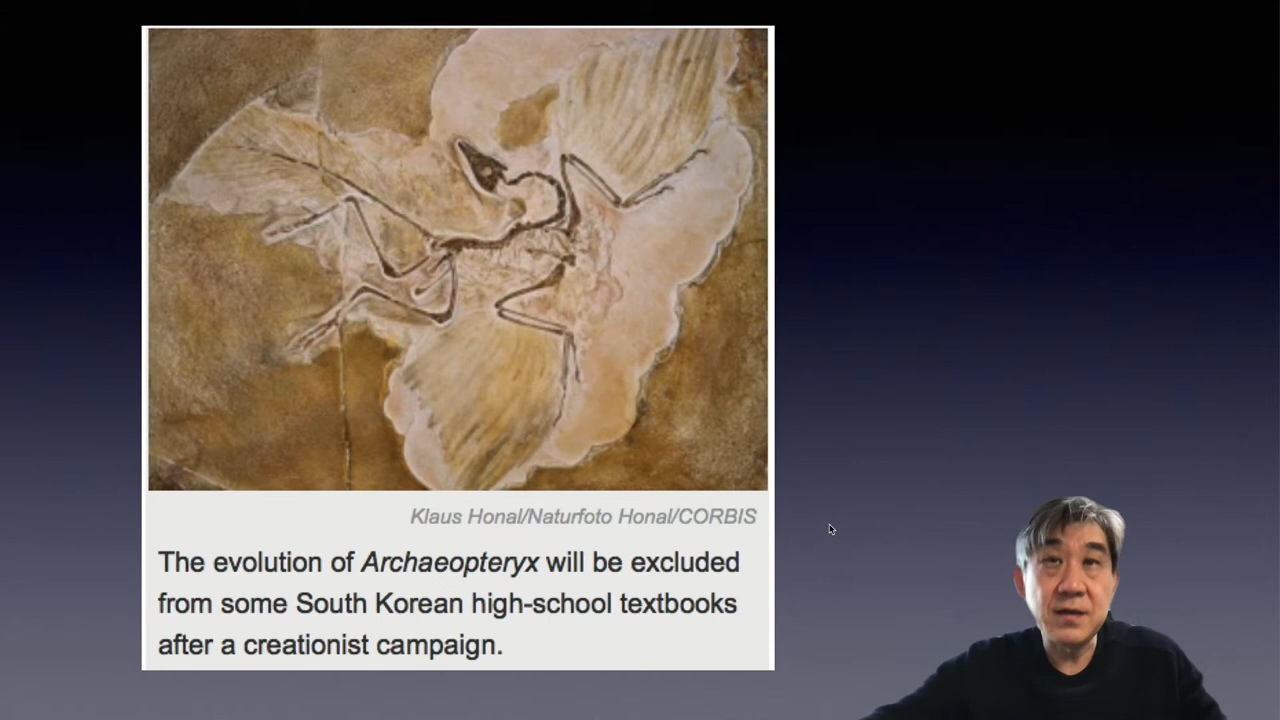 Klaus Honal/Naturfoto Honal/CORBIS
The evolution of Archaeopteryx will be excluded
from some South Korean high-school textbooks
after a creationist campaign.